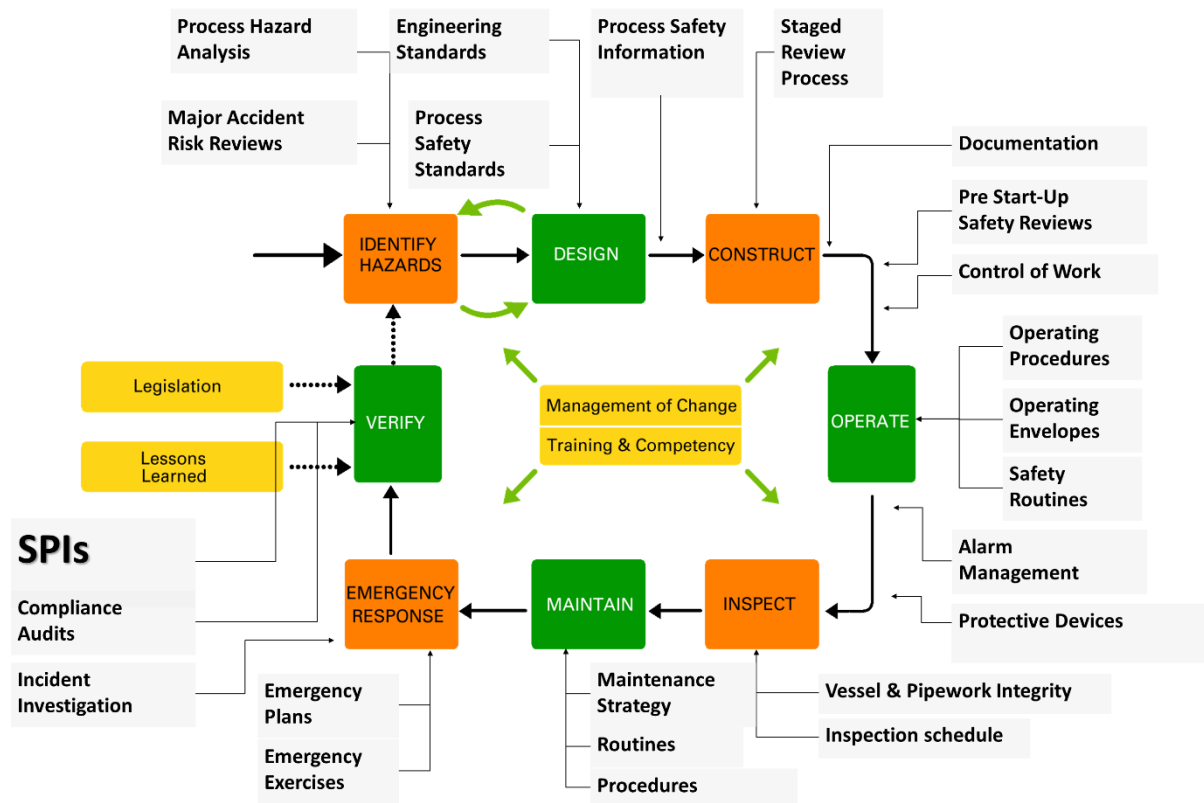 Process Hazard
Analysis
Engineering
Standards
Process Safety
Information
Staged
Review
Process
Major Accident
Risk Reviews
Process
Safety
Standards
Documentation
Pre Start-Up
Safety Reviews
Control of Work
IDENTIFY
HAZARDS
DESIGN
CONSTRUCT
Operating
Procedures
Operating
Envelopes
Safety
Routines
Legislation
Lessons
Learned
VERIFY
Management of Change
Training & Competency
OPERATE
SPIs
Compliance
Audits
Incident
Investigation
EMERGENCY
RESPONSE
MAINTAIN
INSPECT
Alarm
Management
Protective Devices
Emergency
Plans
Emergency
Exercises
Maintenance
Strategy
Routines
Procedures
Vessel & Pipework Integrity
Inspection schedule